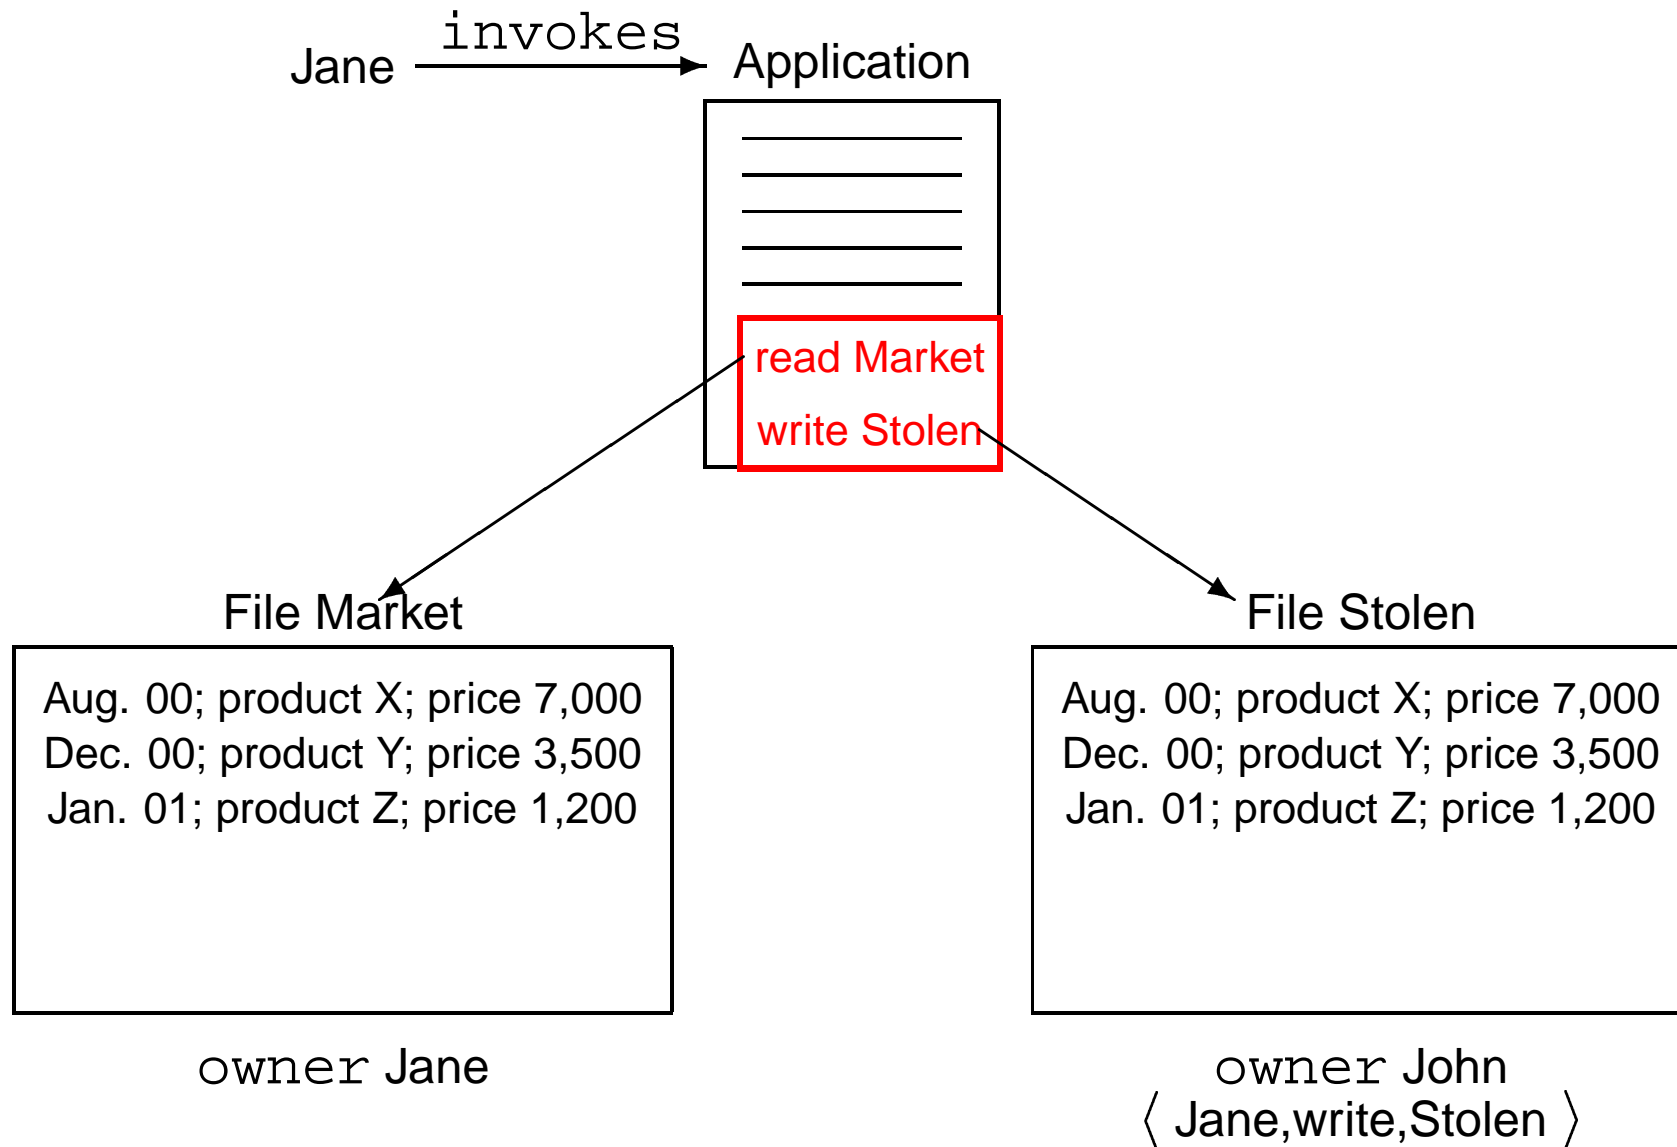 invokes
Jane
Application
read Market
write Stolen
File Market
Aug. 00; product X; price 7,000
Dec. 00; product Y; price 3,500
Jan. 01; product Z; price 1,200
owner Jane
File Stolen
Aug. 00; product X; price 7,000
Dec. 00; product Y; price 3,500
Jan. 01; product Z; price 1,200
owner John
⟨ Jane,write,Stolen ⟩